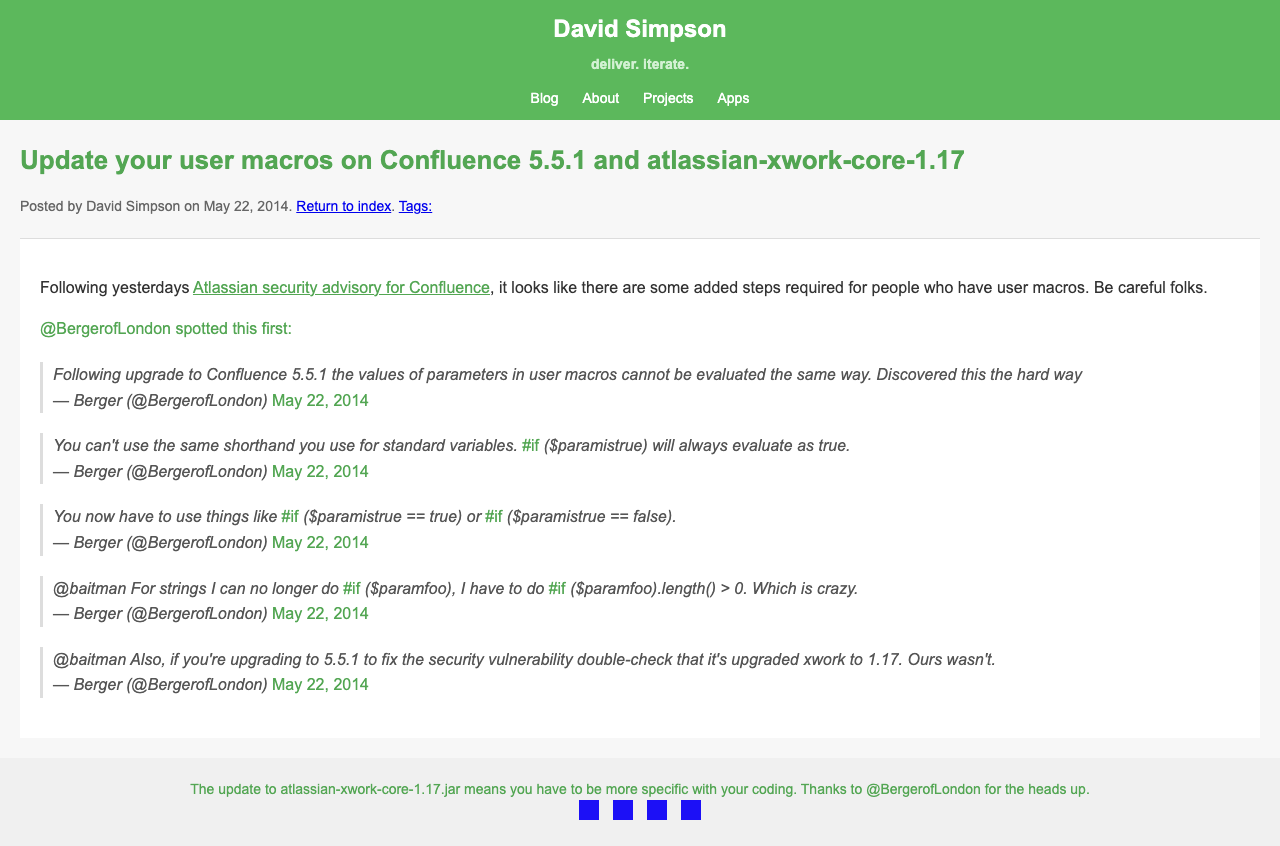 David Simpson
deliver. iterate.
Blog About Projects Apps
Update your user macros on Confluence 5.5.1 and atlassian-xwork-core-1.17
Posted by David Simpson on May 22, 2014. Return to index. Tags:
Following yesterdays Atlassian security advisory for Confluence, it looks like there are some added steps required for people who have user macros. Be careful folks.
@BergerofLondon spotted this first:
Following upgrade to Confluence 5.5.1 the values of parameters in user macros cannot be evaluated the same way. Discovered this the hard way
— Berger (@BergerofLondon) May 22, 2014
You can't use the same shorthand you use for standard variables. #if ($paramistrue) will always evaluate as true.
— Berger (@BergerofLondon) May 22, 2014
You now have to use things like #if ($paramistrue == true) or #if ($paramistrue == false).
— Berger (@BergerofLondon) May 22, 2014
@baitman For strings I can no longer do #if ($paramfoo), I have to do #if ($paramfoo).length() > 0. Which is crazy.
— Berger (@BergerofLondon) May 22, 2014
@baitman Also, if you're upgrading to 5.5.1 to fix the security vulnerability double-check that it's upgraded xwork to 1.17. Ours wasn't.
— Berger (@BergerofLondon) May 22, 2014
The update to atlassian-xwork-core-1.17.jar means you have to be more specific with your coding. Thanks to @BergerofLondon for the heads up.